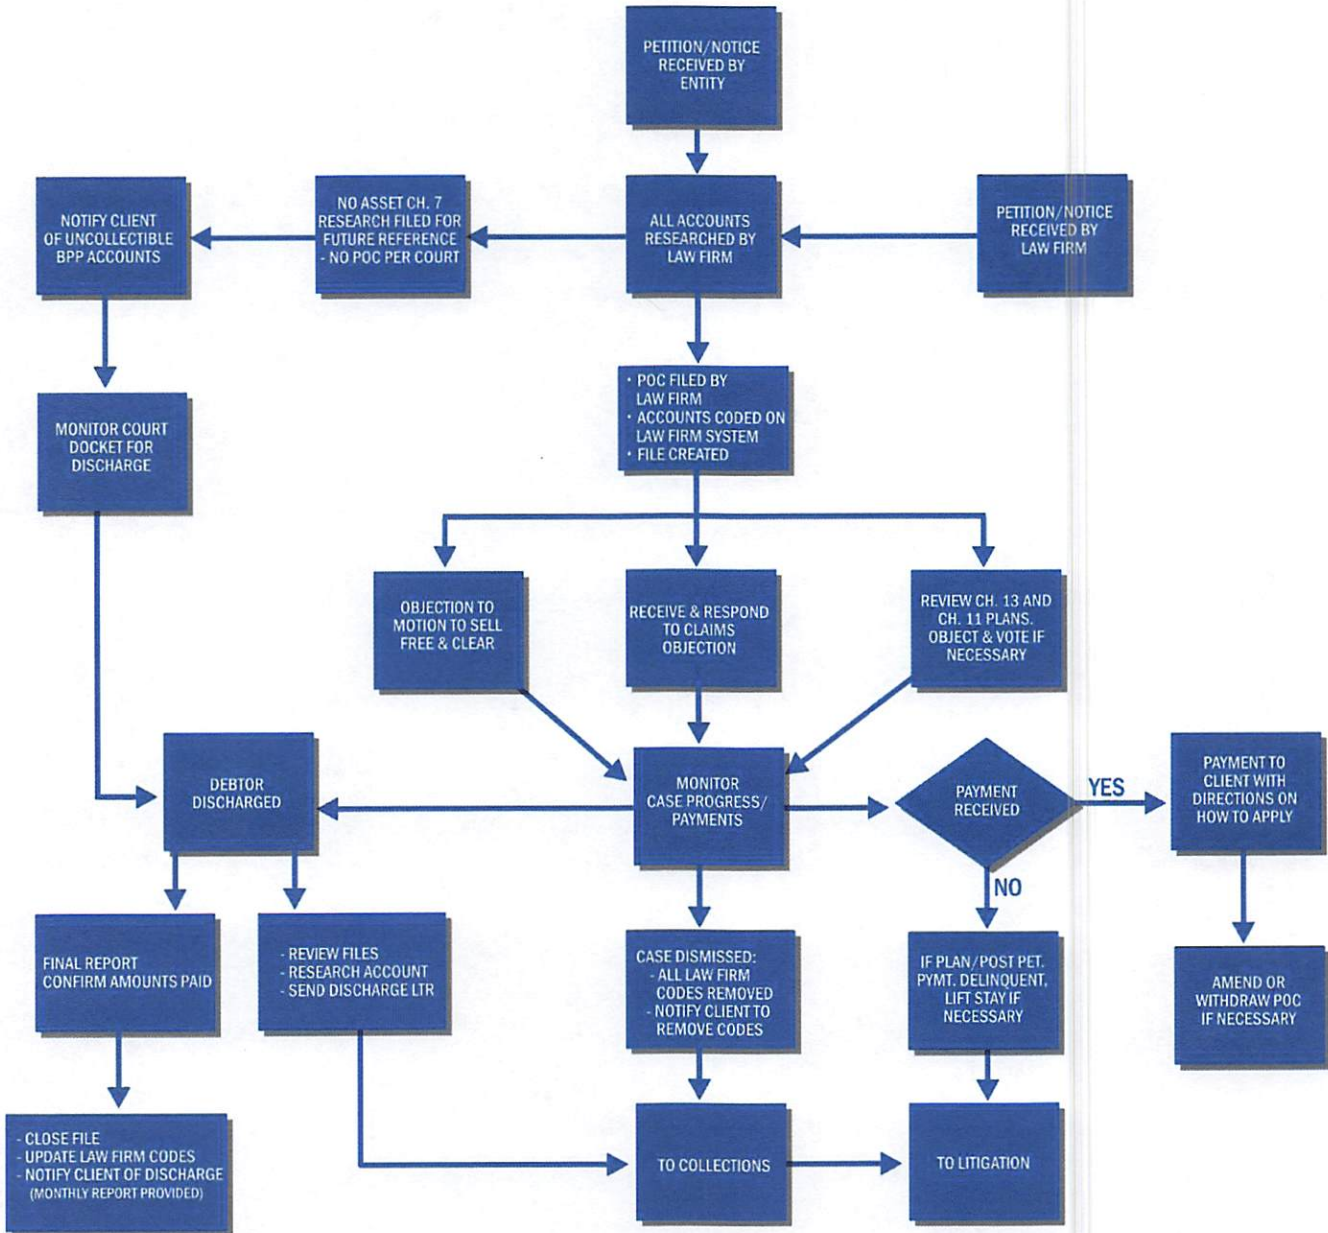 PETITION/NOTICE
RECEIVED BY
ENTITY
NOTIFY CLIENT
OF UNCOLLECTIBLE
BPP ACCOUNTS
NO ASSET CH. 7
RESEARCH FILED FOR
FUTURE REFERENCE
- NO POC PER COURT
ALL ACCOUNTS
RESEARCHED BY
LAW FIRM
PETITION/NOTICE
RECEIVED BY
LAW FIRM
• POC FILED BY
LAW FIRM
• ACCOUNTS CODED ON
LAW FIRM SYSTEM
• FILE CREATED
MONITOR COURT
DOCKET FOR
DISCHARGE
OBJECTION TO
MOTION TO SELL
FREE & CLEAR
RECEIVE & RESPOND
TO CLAIMS
OBJECTION
REVIEW CH. 13 AND
CH. 11 PLANS.
OBJECT & VOTE IF
NECESSARY
DEBTOR
DISCHARGED
MONITOR
CASE PROGRESS/
PAYMENTS
PAYMENT
RECEIVED
YES
PAYMENT TO
CLIENT WITH
DIRECTIONS ON
HOW TO APPLY
NO
FINAL REPORT
CONFIRM AMOUNTS PAID
- REVIEW FILES
- RESEARCH ACCOUNT
- SEND DISCHARGE LTR
CASE DISMISSED:
- ALL LAW FIRM
CODES REMOVED
- NOTIFY CLIENT TO
REMOVE CODES
IF PLAN/POST PET.
PYMT. DELINQUENT,
LIFT STAY IF
NECESSARY
AMEND OR
WITHDRAW POC
IF NECESSARY
- CLOSE FILE
- UPDATE LAW FIRM CODES
- NOTIFY CLIENT OF DISCHARGE
(MONTHLY REPORT PROVIDED)
TO COLLECTIONS
TO LITIGATION